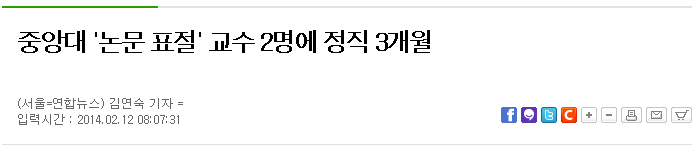 중앙대 '논문 표절' 교수 2명에 정직 3개월
(서울=연합뉴스) 김연숙 기자 =
입력시간 : 2014.02.12 08:07:31